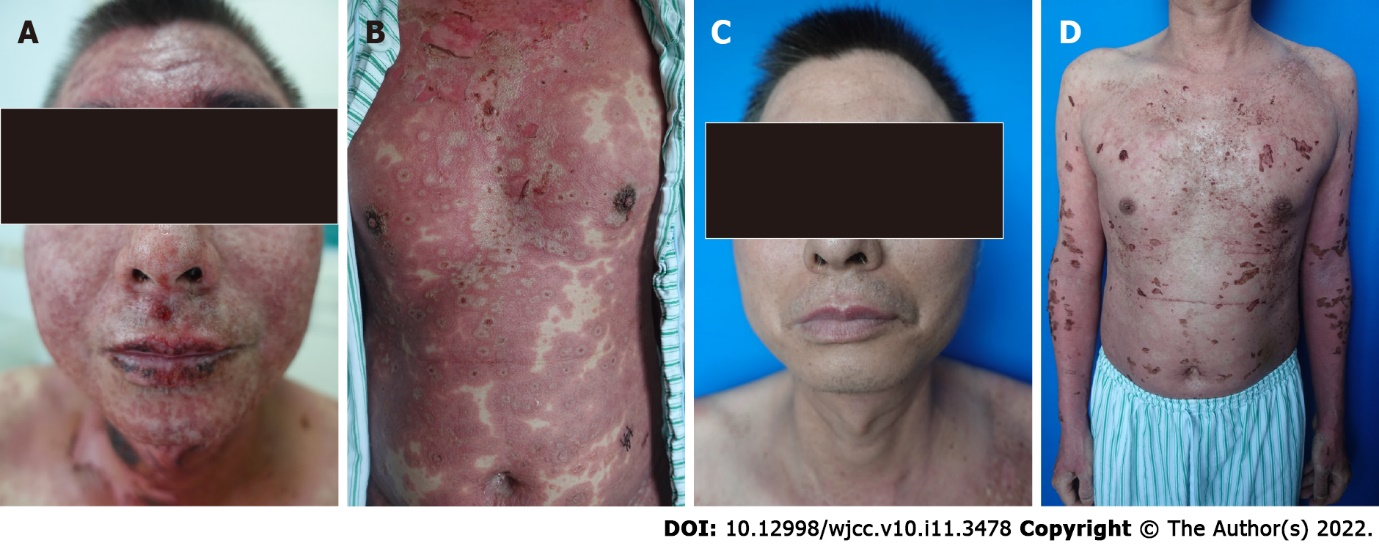 A
B
C
D
DOI: 10.12998/wjcc.v10.i11.3478 Copyright © The Author(s) 2022.